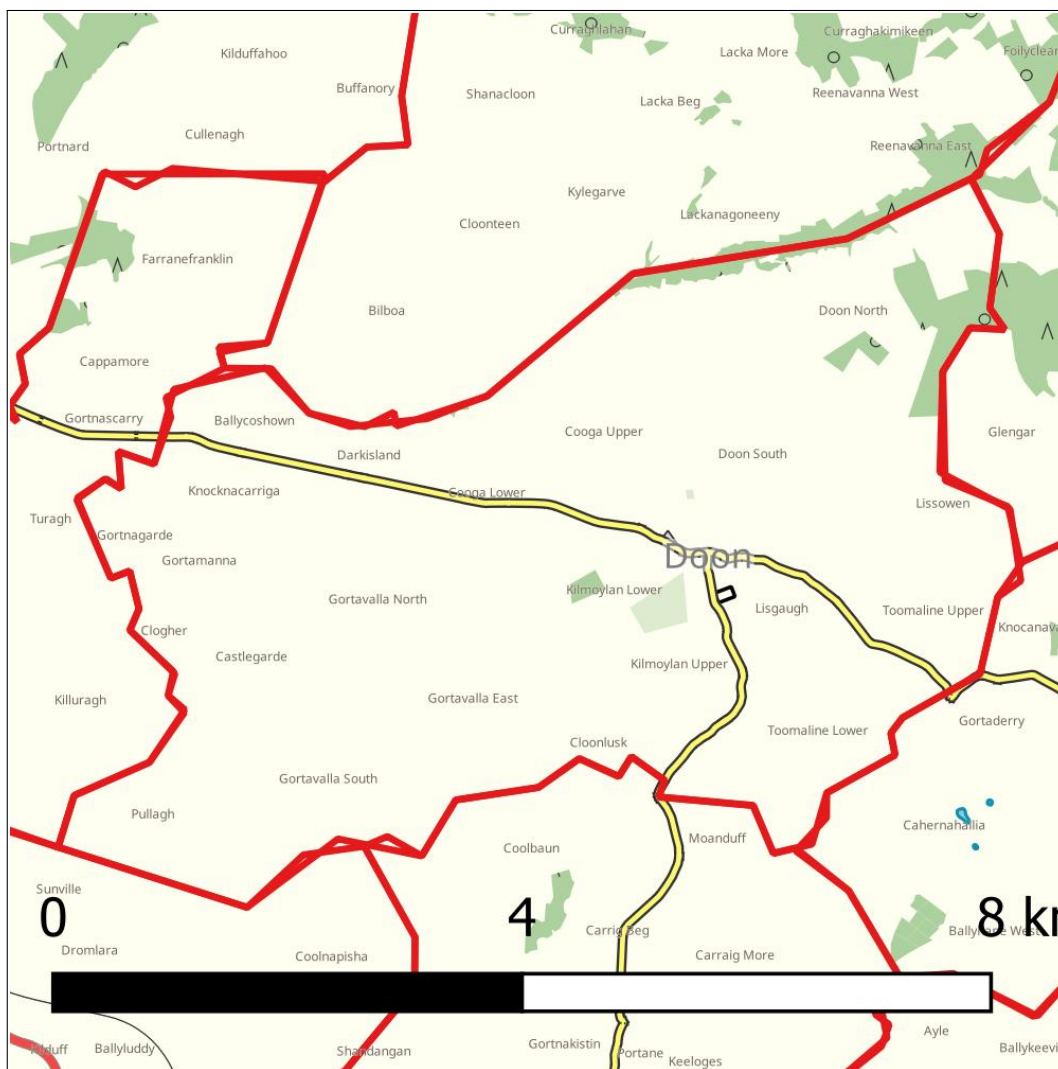 Curraghlahan
Curraghakimikeen
Kilduffahoo
Lacka More
Foilyclear
Buffanory
Shanacloon
Lacka Beg
Reenavanna West
Cullenagh
Portnard
Reenavanna East
Kylegarve
Lackanagoneeny
Cloonteen
Farranefranklin
Bilboa
Doon North
Cappamore
Gortnascarry
Ballycoshown
Cooga Upper
Glengar
Darkisland
Doon South
Knocknacarriga
Cooga Lower
Lissowen
Turagh
Gortnagarde
Gortamanna
Doon
Kilmoylan Lower
Gortavalla North
Lisgaugh
Toomaline Upper
Clogher
Knocanava
Castlegarde
Kilmoylan Upper
Killuragh
Gortavalla East
Gortaderry
Toomaline Lower
Cloonlusk
Gortavalla South
Pullagh
Cahernahallia
Moanduff
Coolbaun
Sunville
0 4 8 km
Carrig Beg
Dromlara
Coolnapisha
Carraig More
Ayle
Kilduff
Ballyluddy
Shandangan
Gortnakistin
Portane
Keeloges
Ballykeevi